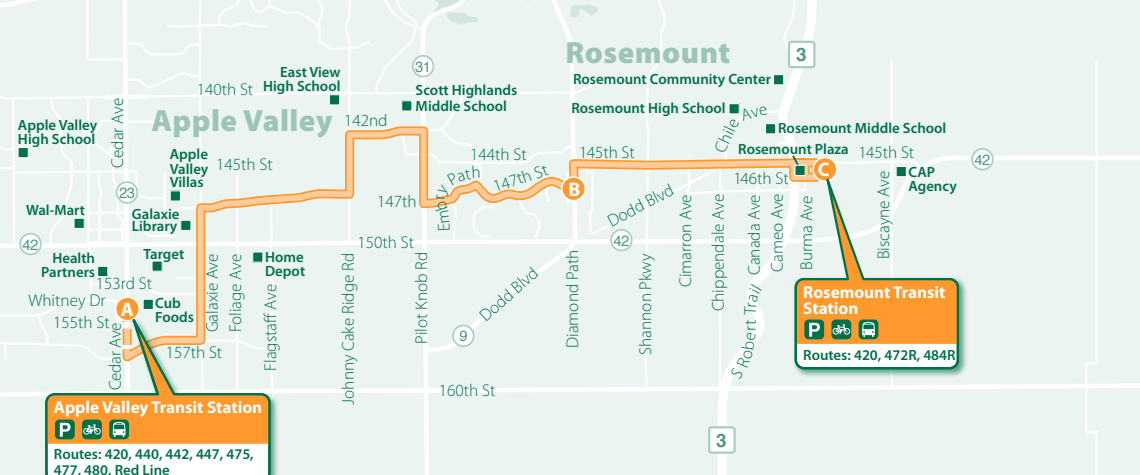 Rosemount
3
31
East View
High School
Rosemount Community Center
140th St
Scott Highlands
Middle School
Cedar Ave
Rosemount High School
Chile Ave
Apple Valley
142nd
Apple Valley
High School
Rosemount Middle School
Rosemount Plaza
Apple
Valley
Villas
145th St
144th St
145th St
145th St
42
C
146th St
CAP
Agency
147th St
Embry Path
B
23
147th
Dodd Blvd
Wal-Mart
Galaxie
Library
42
150th St
42
Cimarron Ave
Chippendale Ave
Canada Ave
Cameo Ave
Burma Ave
Biscayne Ave
Health
Partners
Target
Home
Depot
153rd St
Whitney Dr
A
Cub
Foods
155th St
Galaxie Ave
Foliage Ave
Flagstaff Ave
Johnny Cake Ridge Rd
Pilot Knob Rd
Dodd Blvd
9
Diamond Path
Shannon Pkwy
S Robert Trail
Rosemount Transit
Station
P
Routes: 420, 472R, 484R
157th St
Cedar Ave
160th St
Apple Valley Transit Station
P
Routes: 420, 440, 442, 447, 475,
477, 480, Red Line
3